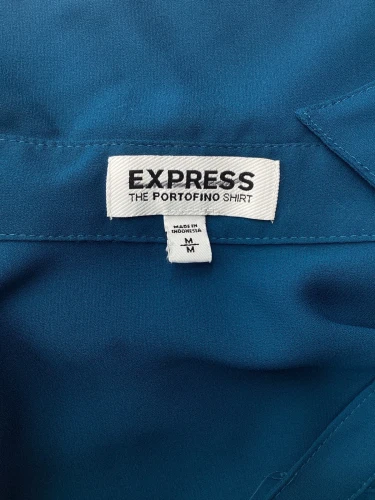 EXPRESS
THE PORTOFINO SHIRT
MADE IN
INDONESIA
M
M